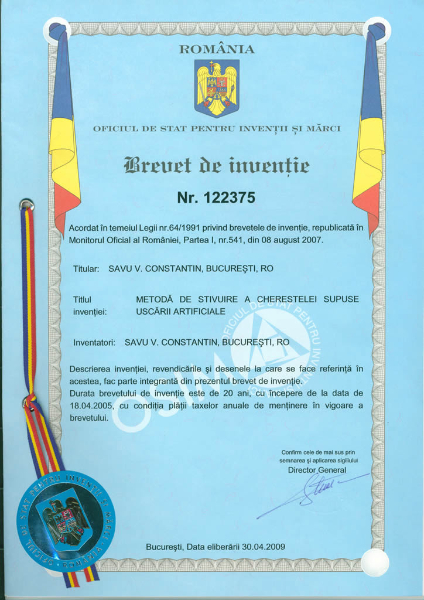 ROMÂNIA
OFICIUL DE STAT PENTRU INVENŢII ŞI MĂRCI
Brevet de invenţie
Nr. 122375
Acordat în temeiul Legii nr.64/1991 privind brevetele de invenţie, republicată în
Monitorul Oficial al României, Partea I, nr.541, din 08 august 2007.
Titular: SAVU V. CONSTANTIN, BUCUREŞTI, RO
Titlul METODĂ DE STIVUIRE A CHERESTELEI SUPUSE
invenţiei: USCĂRII ARTIFICIALE
Inventatori: SAVU V. CONSTANTIN, BUCUREŞTI, RO
Descrierea invenţiei, revendicările şi desenele la care se face referinţă în
acestea, fac parte integrantă din prezentul brevet de invenţie.
Durata brevetului de invenţie este de 20 ani, cu începere de la data de
18.04.2005, cu condiţia plăţii taxelor anuale de menţinere în vigoare a
brevetului.
Confirm cele de mai sus prin
semnarea şi aplicarea sigiliului
Director General
Bucureşti, Data eliberării 30.04.2009
OSIM